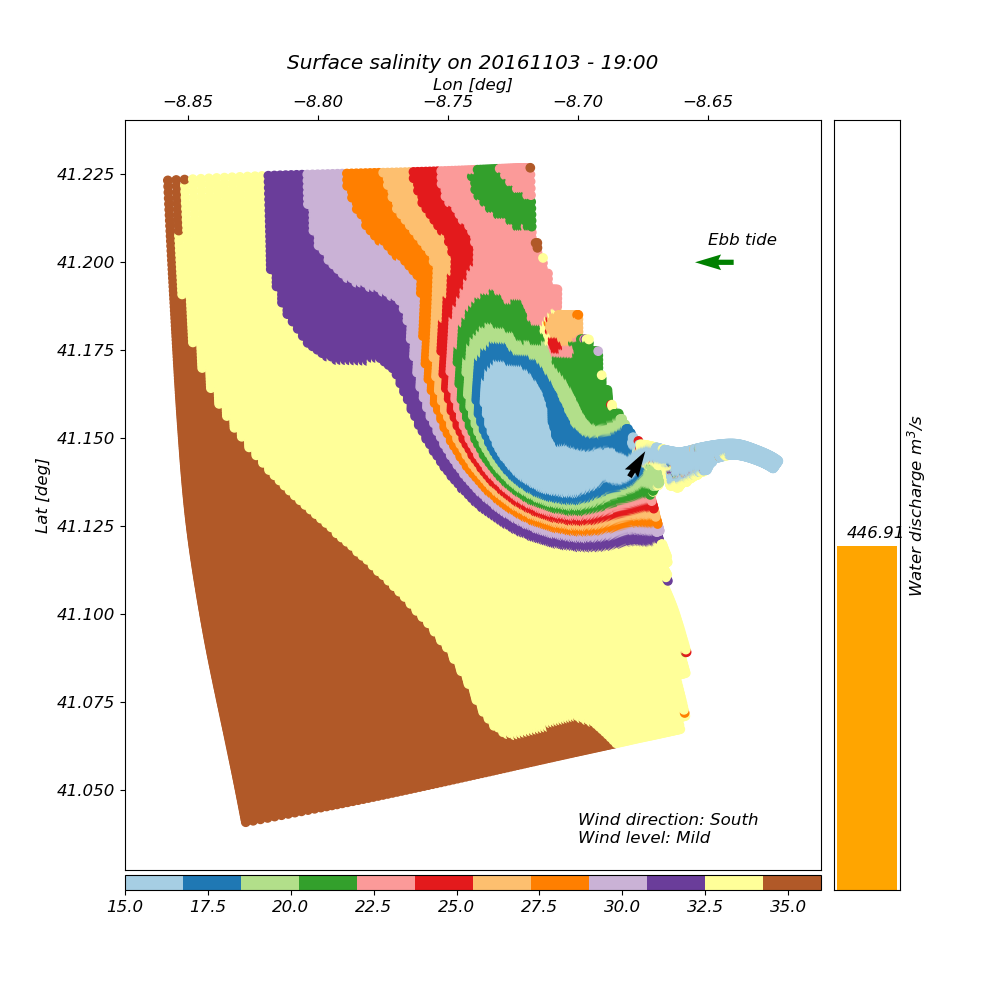 Surface salinity on 20161103 - 19:00
Lon [deg]
−8.85 −8.80 −8.75 −8.70 −8.65
41.225
41.200
41.175
41.150
41.125
41.100
41.075
41.050
Lat [deg]
Ebb tide
446.91
Water discharge m³/s
Wind direction: South
Wind level: Mild
15.0 17.5 20.0 22.5 25.0 27.5 30.0 32.5 35.0